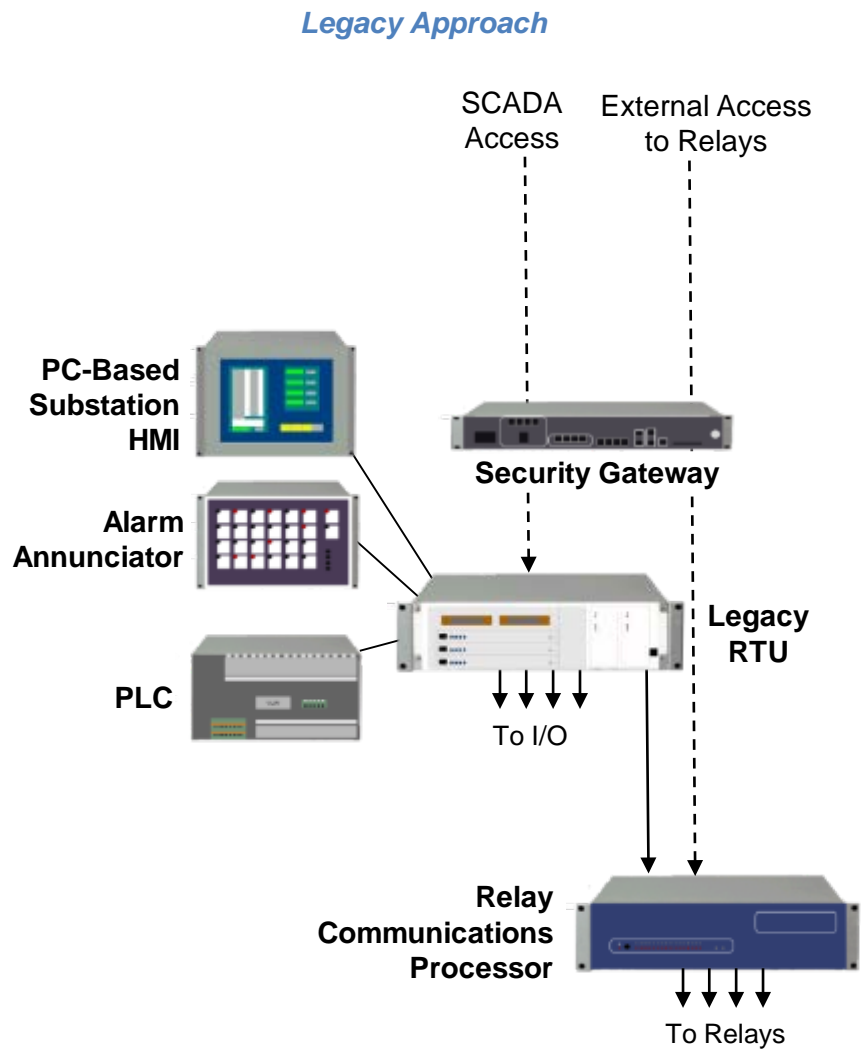 Legacy Approach
SCADA
Access
External Access
to Relays
PC-Based
Substation
HMI
Security Gateway
Alarm
Annunciator
Legacy
RTU
PLC
To I/O
Relay
Communications
Processor
To Relays